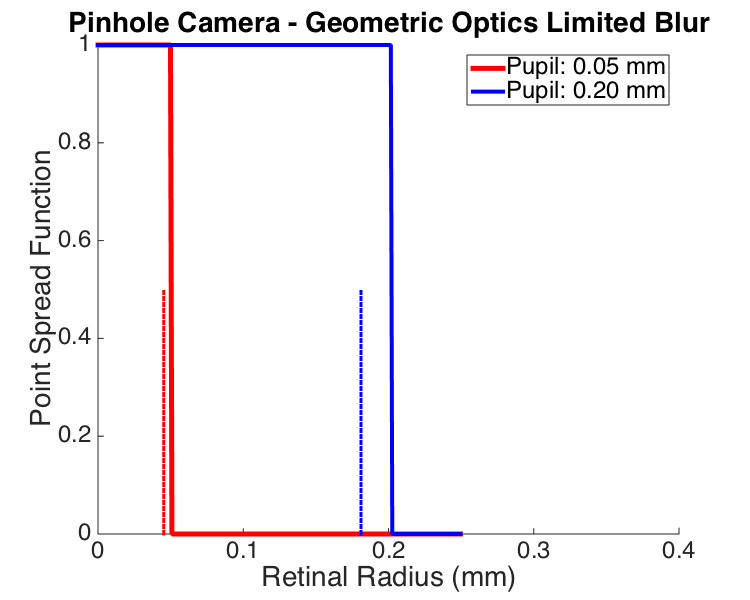 Pinhole Camera - Geometric Optics Limited Blur
Pupil: 0.05 mm
Pupil: 0.20 mm
Point Spread Function
1
0.8
0.6
0.4
0.2
0
0 0.1 0.2 0.3 0.4
Retinal Radius (mm)